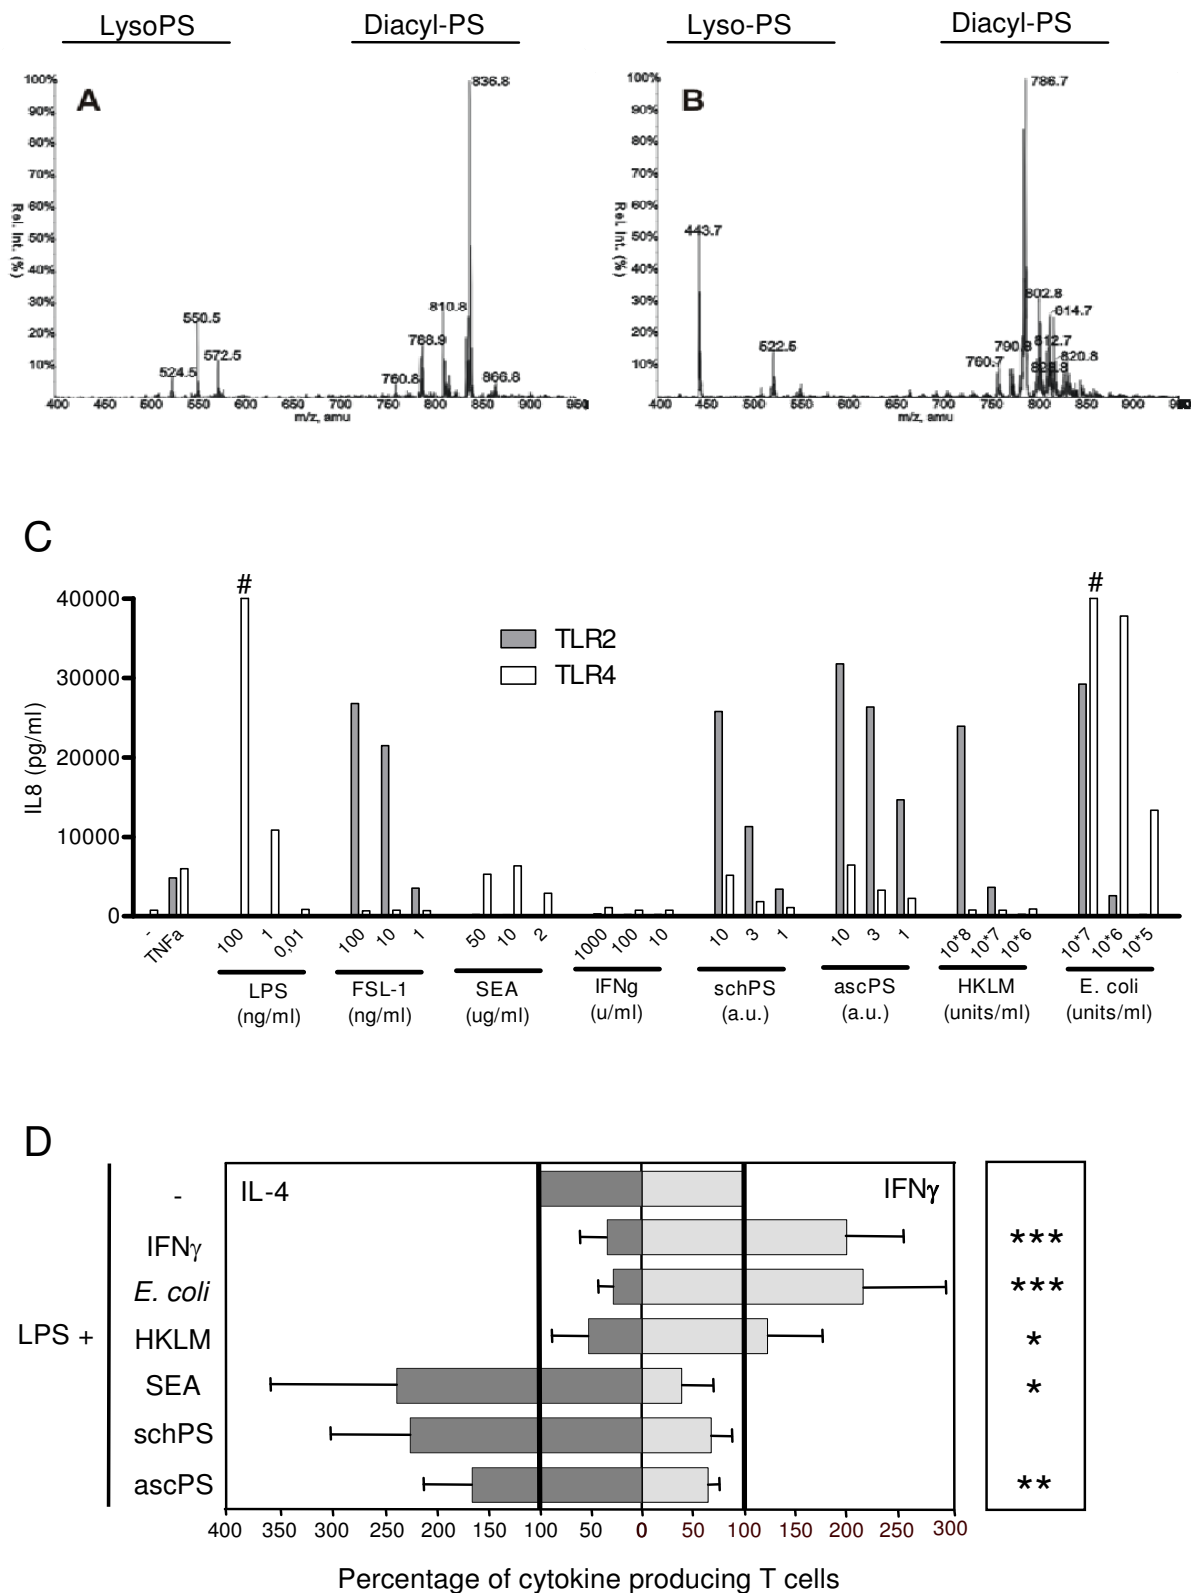 LysoPS Diacyl-PS Lyso-PS Diacyl-PS
A
100%
90%
80%
70%
60%
50%
40%
30%
20%
10%
Rel. Int. (%)
836.8
810.8
788.9
760.8
866.8
550.5
572.5
524.5
400 450 500 550 600 650 700 750 800 850 900 950
m/z, amu
B
100%
90%
80%
70%
60%
50%
40%
30%
20%
10%
Rel. Int. (%)
786.7
443.7
522.5
802.8
814.7
812.7
790.8
820.8
760.7
400 450 500 550 600 650 700 750 800 850 900
m/z, amu
C
# #
40000
30000
20000
10000
0
IL8 (pg/ml)
TLR2
TLR4
- TNFa 100 1 0,01 100 10 1 50 10 2 1000 100 10 10 3 1 10 3 1 10*8 10*7 10*6 10*7 10*6 10*5
LPS FSL-1 SEA IFNg schPS ascPS HKLM E. coli
(ng/ml) (ng/ml) (ug/ml) (u/ml) (a.u.) (a.u.) (units/ml) (units/ml)
D
IL-4 IFNγ
-
IFNγ ***
E. coli ***
LPS + HKLM *
SEA *
schPS
ascPS **
400 350 300 250 200 150 100 50 0 50 100 150 200 250 300
Percentage of cytokine producing T cells